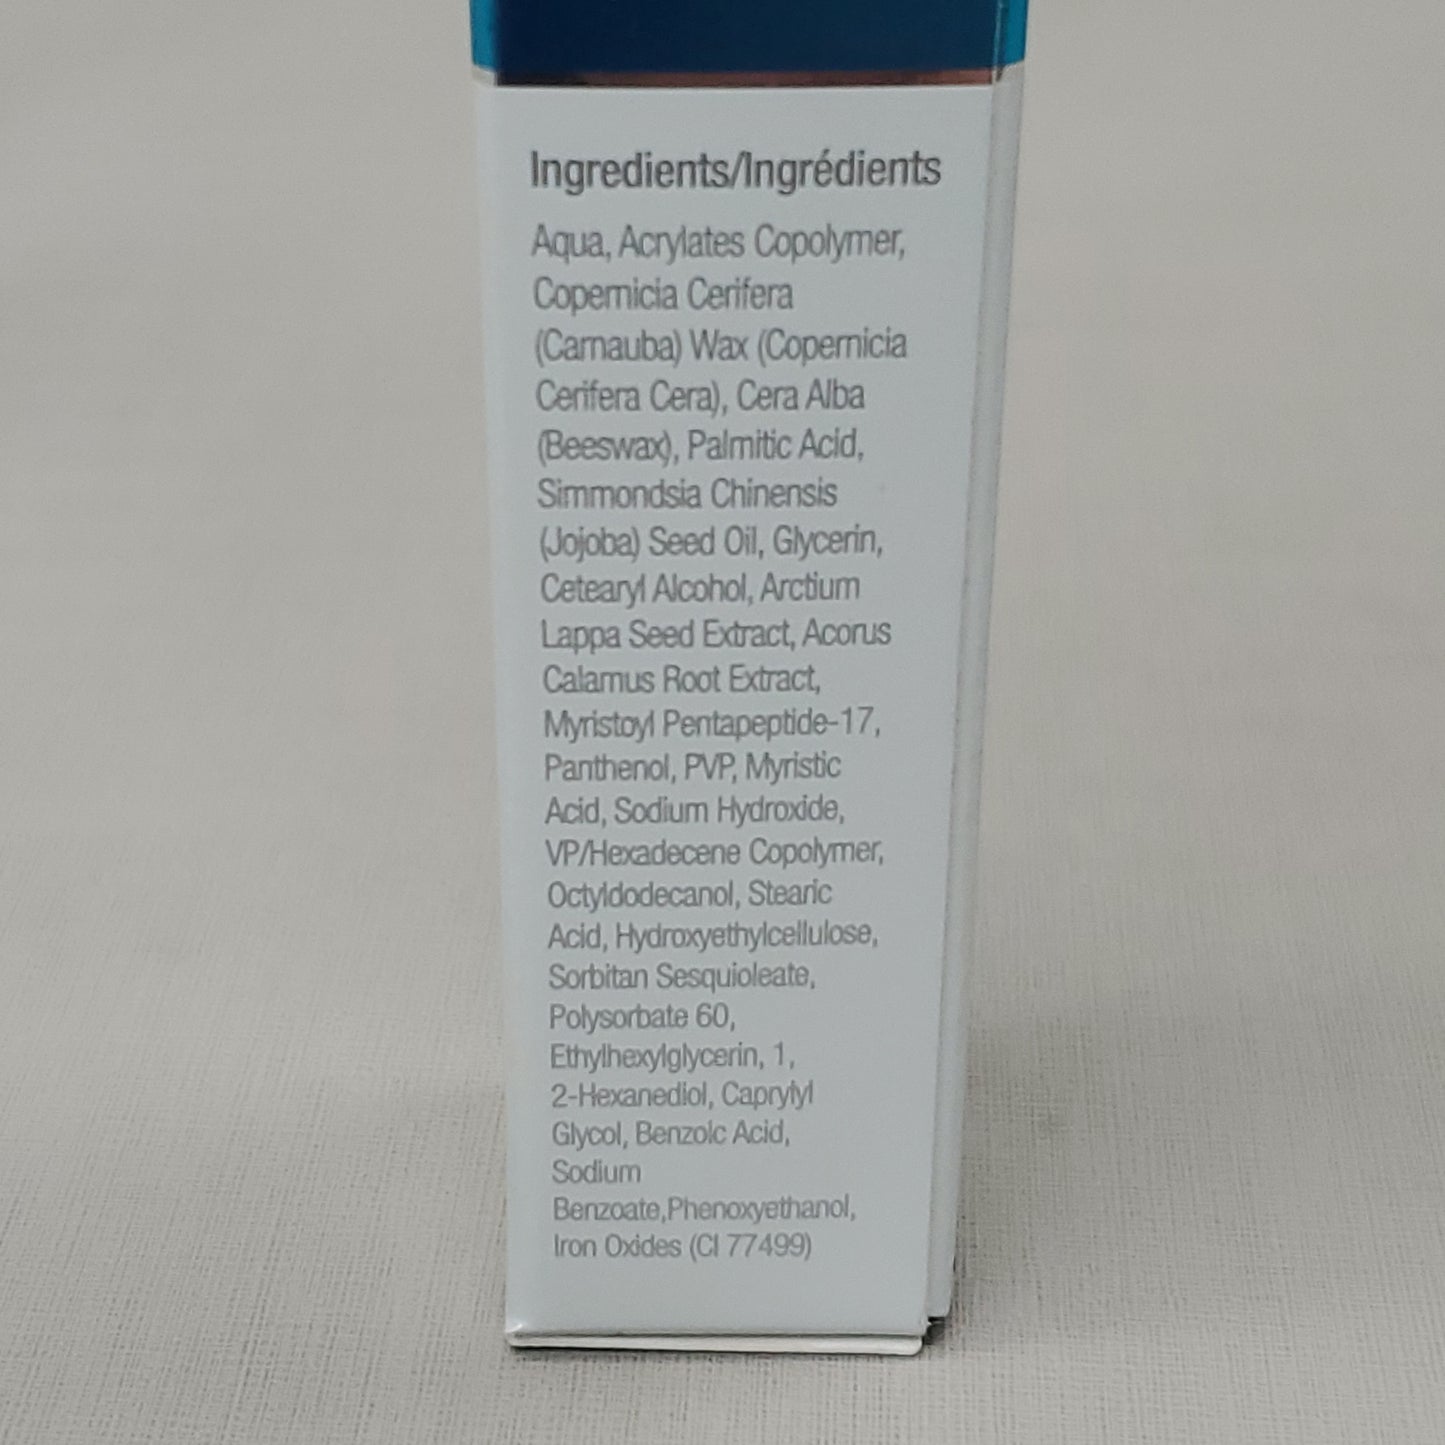 Ingredients/Ingrédients
Aqua, Acrylates Copolymer,
Copernicia Cerifera
(Carnauba) Wax (Copernicia
Cerifera Cera), Cera Alba
(Beeswax), Palmitic Acid,
Simmondsia Chinensis
(Jojoba) Seed Oil, Glycerin,
Cetearyl Alcohol, Arctium
Lappa Seed Extract, Acorus
Calamus Root Extract,
Myristoyl Pentapeptide-17,
Panthenol, PVP, Myristic
Acid, Sodium Hydroxide,
VP/Hexadecene Copolymer,
Octyldodecanol, Stearic
Acid, Hydroxyethylcellulose,
Sorbitan Sesquioleate,
Polysorbate 60,
Ethylhexylglycerin, 1,
2-Hexanediol, Caprylyl
Glycol, Benzoic Acid,
Sodium
Benzoate,Phenoxyethanol,
Iron Oxides (CI 77499)